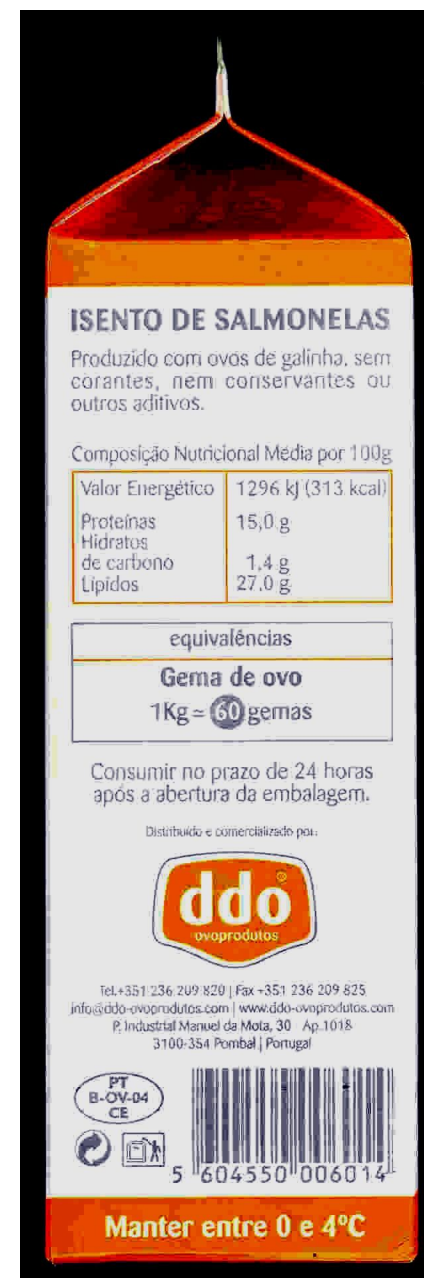 ISENTO DE SALMONELAS
Produzido com ovos de galinha, sem
corantes, nem conservantes ou
outros aditivos.
Composição Nutricional Média por 100g
Valor Energético 1296 kJ (313 kcal)
Proteínas 15,0 g
Hidratos
de carbono 1,4 g
Lípidos 27,0 g
equivalências
Gema de ovo
1Kg = 60 gemas
Consumir no prazo de 24 horas
após a abertura da embalagem.
Distribuído e comercializado por:
ddo
ovoprodutos
Tel.+351 236 209 820 | Fax +351 236 209 825
info@ddo-ovoprodutos.com | www.ddo-ovoprodutos.com
P. Industrial Manuel da Mota, 30 Ap.1018
3100-354 Pombal | Portugal
PT
B-OV-04
CE
5 604550 006014
Manter entre 0 e 4ºC